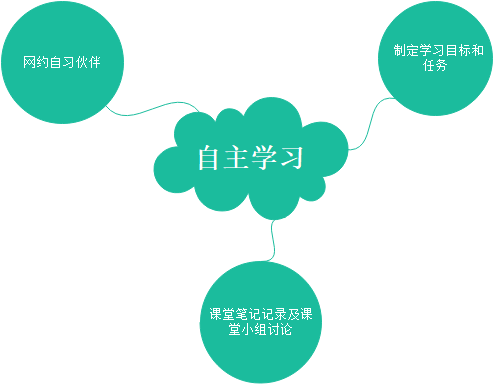 网约自习伙伴
制定学习目标和
任务
自主学习
课堂笔记记录及课
堂小组讨论